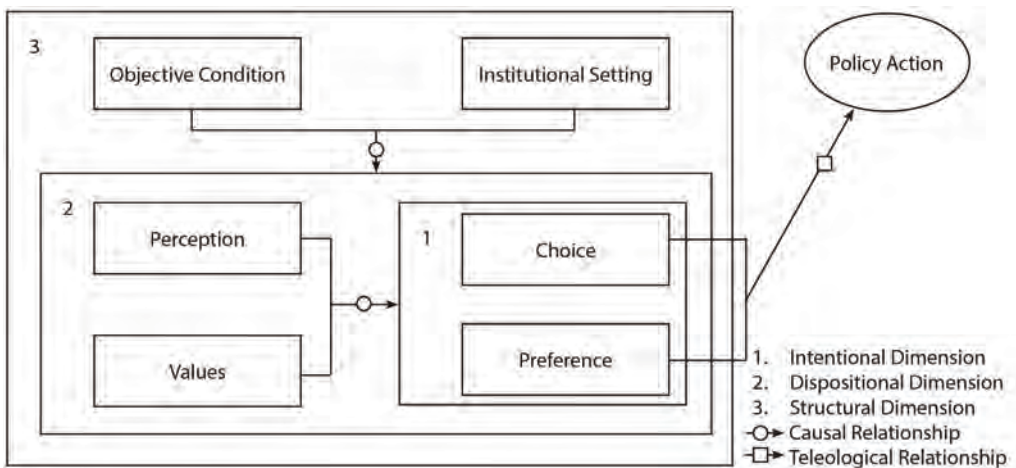 3
Objective Condition
Institutional Setting
Policy Action
2
Perception
1
Choice
Values
Preference
1. Intentional Dimension
2. Dispositional Dimension
3. Structural Dimension
Causal Relationship
Teleological Relationship